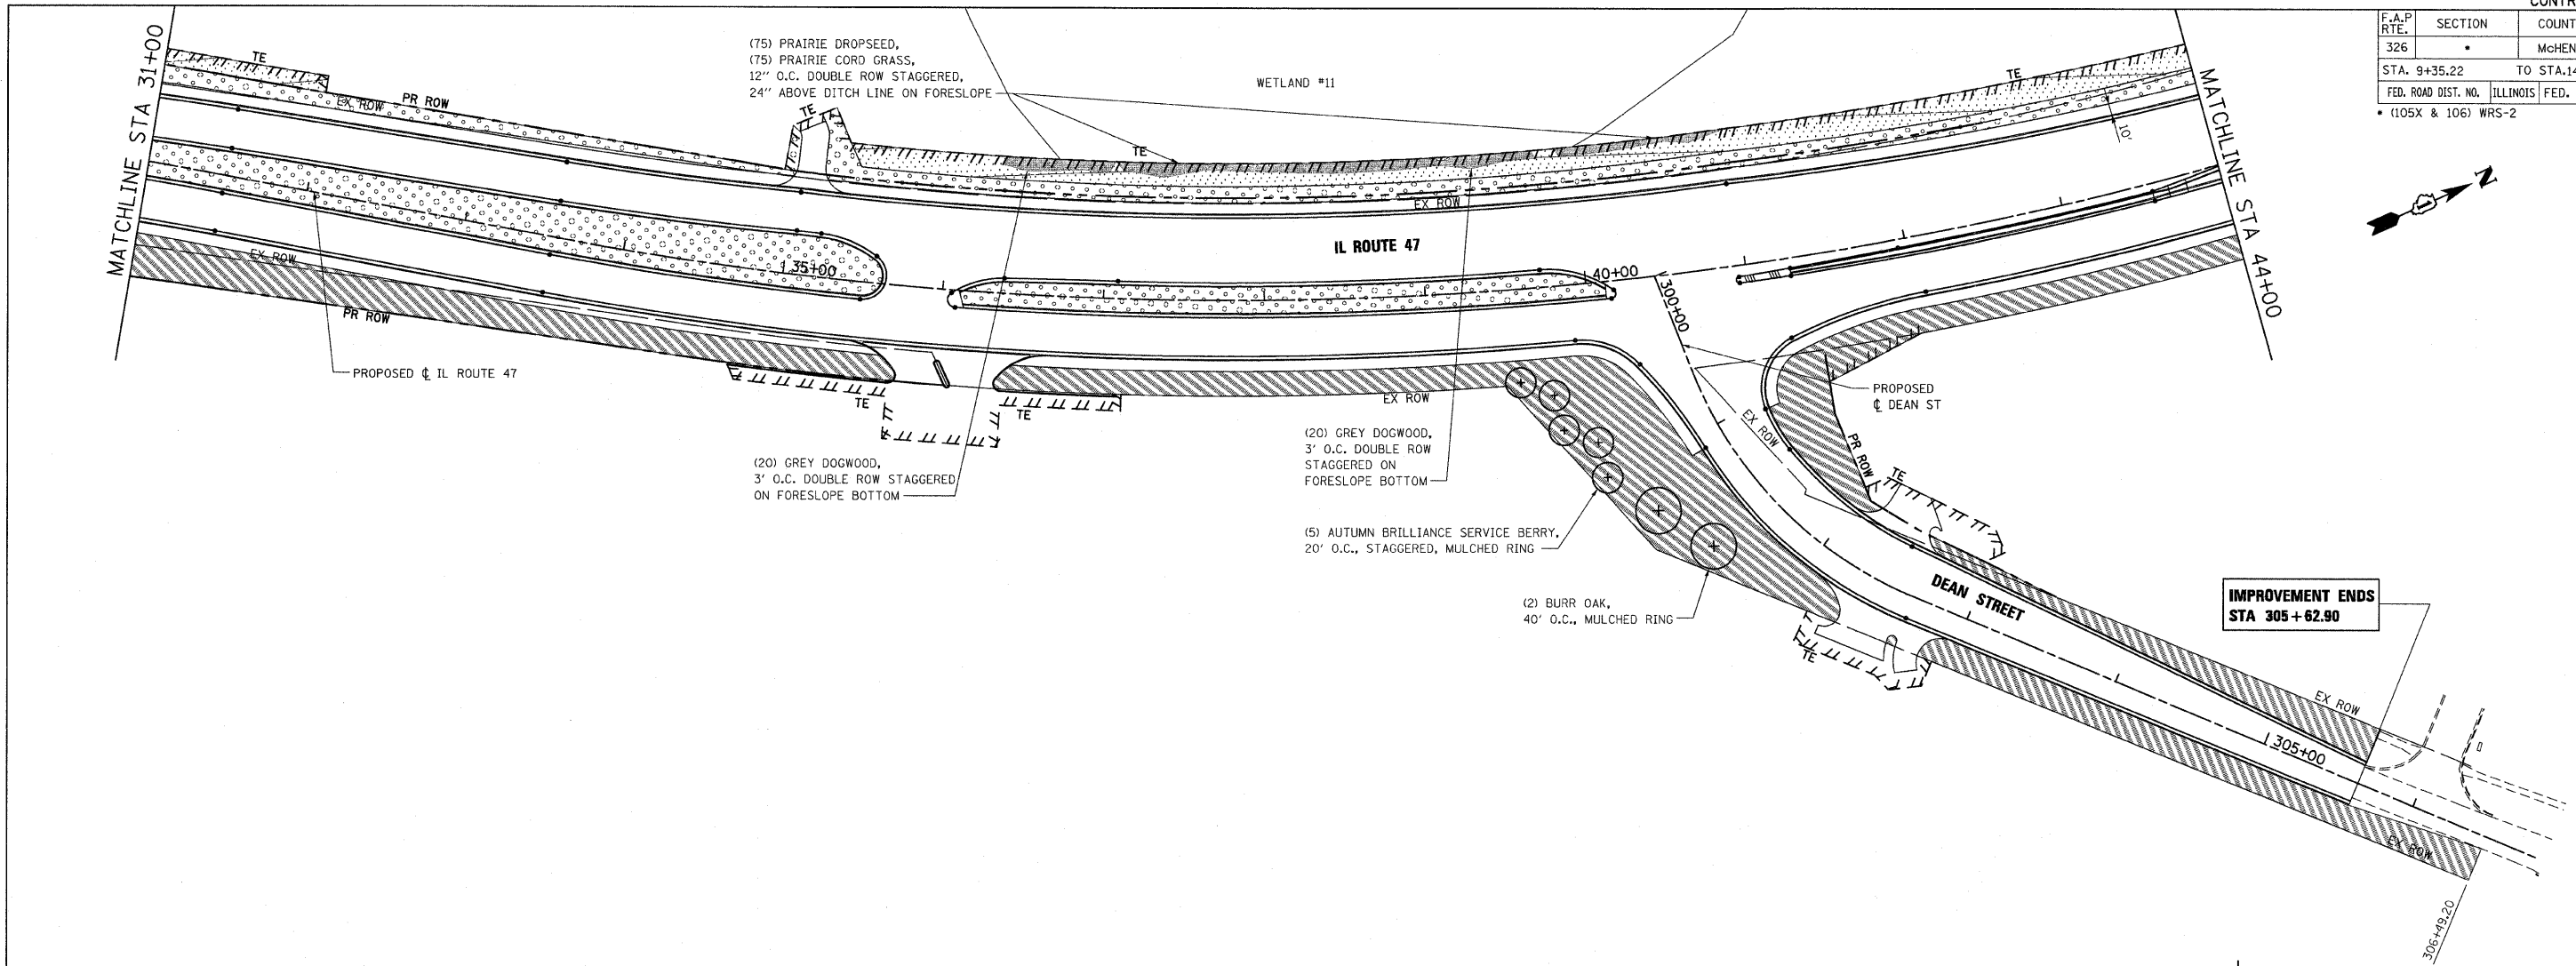 CONTR
F.A.P RTE.
SECTION
COUNT
326
•
McHEN
STA. 9+35.22
TO STA.14
FED. ROAD DIST. NO.
ILLINOIS
FED.
• (105X & 106) WRS-2
MATCHLINE STA 31+00
TE
EX ROW
PR ROW
(75) PRAIRIE DROPSEED,
(75) PRAIRIE CORD GRASS,
12" O.C. DOUBLE ROW STAGGERED,
24" ABOVE DITCH LINE ON FORESLOPE
TE
TE
WETLAND #11
TE
10'
MATCHLINE STA 44+00
N
EX ROW
IL ROUTE 47
EX ROW
35+00
40+00
300+00
PR ROW
PROPOSED ℄ IL ROUTE 47
TE
TE
EX ROW
PROPOSED
℄ DEAN ST
EX ROW
PR ROW
TE
(20) GREY DOGWOOD,
3' O.C. DOUBLE ROW STAGGERED
ON FORESLOPE BOTTOM
(20) GREY DOGWOOD,
3' O.C. DOUBLE ROW
STAGGERED ON
FORESLOPE BOTTOM
(5) AUTUMN BRILLIANCE SERVICE BERRY,
20' O.C., STAGGERED, MULCHED RING
(2) BURR OAK,
40' O.C., MULCHED RING
DEAN STREET
TE
IMPROVEMENT ENDS
STA 305+62.90
EX ROW
305+00
EX ROW
306+49.20